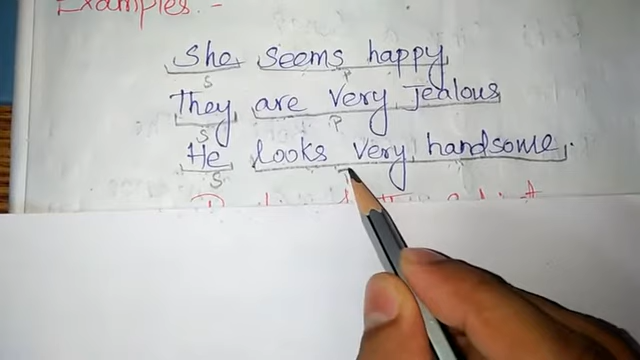 Examples :-
She seems happy
S P
They are very Jealous
S P
He looks very handsome.
S